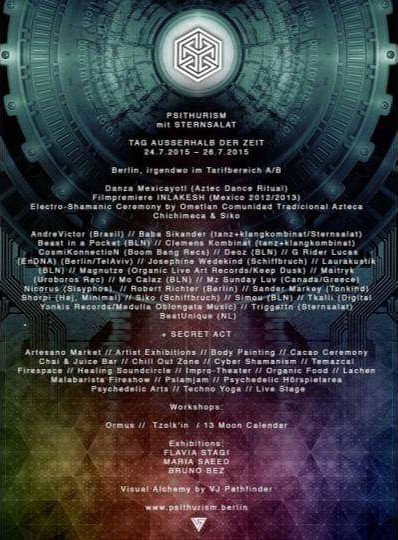 PSITHURISM
mit STERNSALAT
TAG AUSSERHALB DER ZEIT
24.7.2015 – 26.7.2015
Berlin, irgendwo im Tarifbereich A/B
Danza Mexicayotl (Aztec Dance Ritual)
Filmpremiere INLAKESH (Mexico 2012/2013)
Electro-Shamanic Ceremony by Ometlan Comunidad Tradicional Azteca
Chichimeca & Siko
AndreVictor (Brasil) // Baba Sikander (tanz+klangkombinat/Sternsalat)
Beast in a Pocket (BLN) // Clemens Kombinat (tanz+klangkombinat)
CosmiKonnectioN (Boom Bang Recs) // Deoz (BLN) // G Rider Lucas
(EnDNA) (Berlin/TelAviv) // Josephine Wedekind (Schiffbruch) // Laurakustik
(BLN) // Magnutze (Organic Live Art Records/Keep Dusk) // Maitryk
(Uroboros Rec) // Mo Calaz (BLN) // Mz Sunday Luv (Canada/Greece)
Nicorus (Sisyphos) // Robert Richter (Berlin) // Sander Markey (Tonkind)
Shorpi (Hej, Minimal) // Siko (Schiffbruch) // Simou (BLN) // Tkalli (Digital
Yonkis Records/Medulla Oblongata Music) // Triggertin (Sternsalat)
BeatUnique (NL)
+ SECRET ACT
Artesano Market // Artist Exhibitions // Body Painting // Cacao Ceremony
Chai & Juice Bar // Chill Out Zone // Cyber Shamanism // Temazcal
Firespace // Healing Soundcircle // Impro-Theater // Organic Food // Lachen
Malabarista Fireshow // Pslamjam // Psychedelic Hörspielarea
Psychedelic Arts // Techno Yoga // Live Stage
Workshops:
Ormus // Tzolk'in / 13 Moon Calendar
Exhibitions:
FLAVIA STAGI
MARIA SAEED
BRUNO BEZ
Visual Alchemy by VJ Pathfinder
www.psithurism.berlin